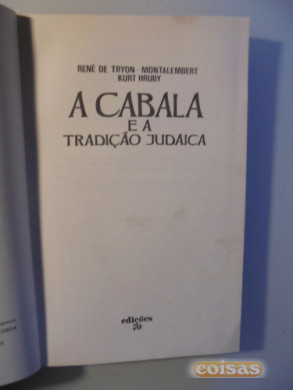 RENÉ DE TRYON - MONTALEMBERT
KURT HRUBY
A CABALA
E A
TRADIÇÃO JUDAICA
edições
70
coisas